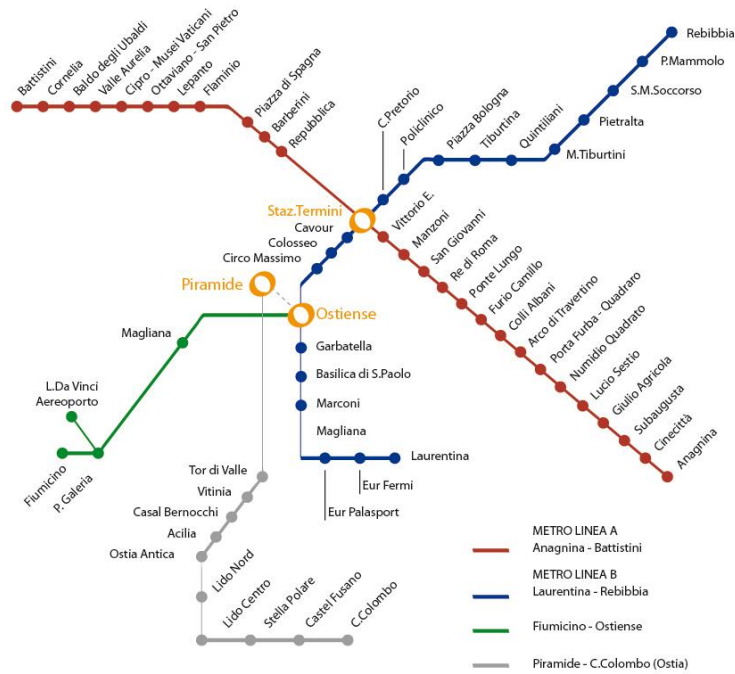 Battistini
Cornelia
Baldo degli Ubaldi
Valle Aurelia
Cipro - Musei Vaticani
Ottaviano - San Pietro
Lepanto
Flaminio
Piazza di Spagna
Barberini
Repubblica
C.Pretorio
Policlinico
Piazza Bologna
Tiburtina
Quintiliani
Rebibbia
P.Mammolo
S.M.Soccorso
Pietralta
M.Tiburtini
Staz.Termini
Cavour
Colosseo
Circo Massimo
Vittorio E.
Manzoni
San Giovanni
Re di Roma
Ponte Lungo
Furio Camillo
Colli Albani
Arco di Travertino
Porta Furba - Quadraro
Numidio Quadrato
Lucio Sestio
Giulio Agricola
Subaugusta
Cinecittà
Anagnina
Piramide
Ostiense
Magliana
Garbatella
Basilica di S.Paolo
Marconi
Magliana
Laurentina
Eur Fermi
Eur Palasport
L.Da Vinci
Aereoporto
Fiumicino
P. Galeria
Tor di Valle
Vitinia
Casal Bernocchi
Acilia
Ostia Antica
Lido Nord
Lido Centro
Stella Polare
Castel Fusano
C.Colombo
METRO LINEA A
Anagnina - Battistini
METRO LINEA B
Laurentina - Rebibbia
Fiumicino - Ostiense
Piramide - C.Colombo (Ostia)